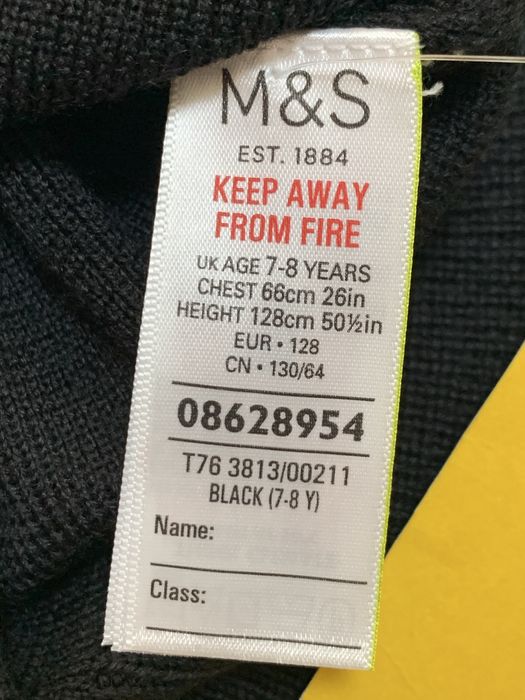 M&S
EST. 1884
KEEP AWAY
FROM FIRE
UK AGE 7-8 YEARS
CHEST 66cm 26in
HEIGHT 128cm 50½in
EUR • 128
CN • 130/64
08628954
T76 3813/00211
BLACK (7-8 Y)
Name:
Class: